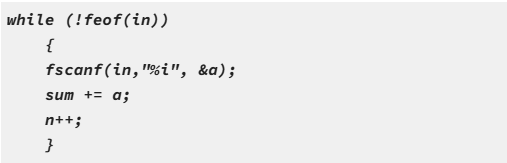 while (!feof(in))
{
fscanf(in,"%i", &a);
sum += a;
n++;
}